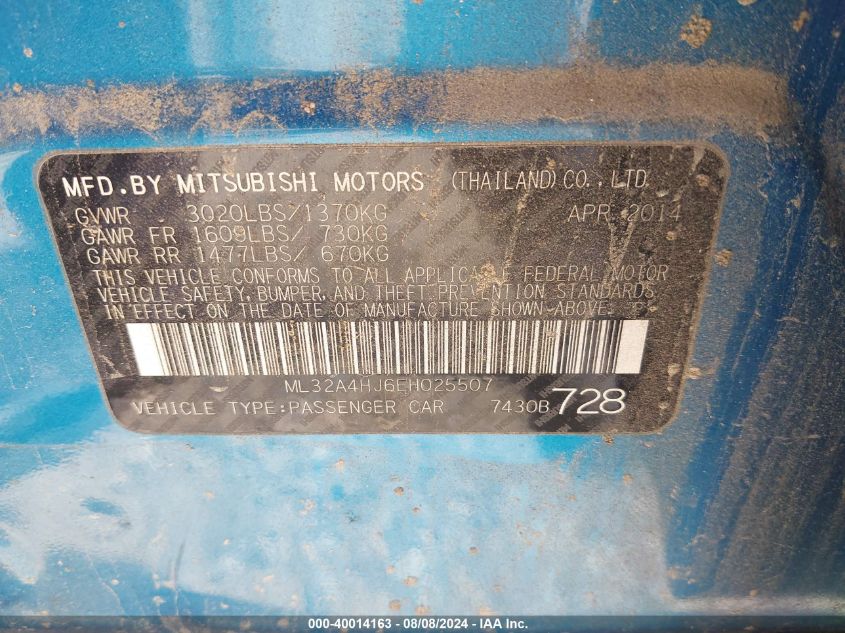 MFD.BY MITSUBISHI MOTORS (THAILAND)CO.,LTD.
GVWR 3020LBS/1370KG APR 2014
GAWR FR 1609LBS/ 730KG
GAWR RR 1477LBS/ 670KG
THIS VEHICLE CONFORMS TO ALL APPLICABLE FEDERAL MOTOR
VEHICLE SAFETY, BUMPER, AND THEFT PREVENTION STANDARDS
IN EFFECT ON THE DATE OF MANUFACTURE SHOWN ABOVE.
ML32A4HJ6EH025507
VEHICLE TYPE:PASSENGER CAR 7430B 728
000-40014163 - 08/08/2024 - IAA Inc.